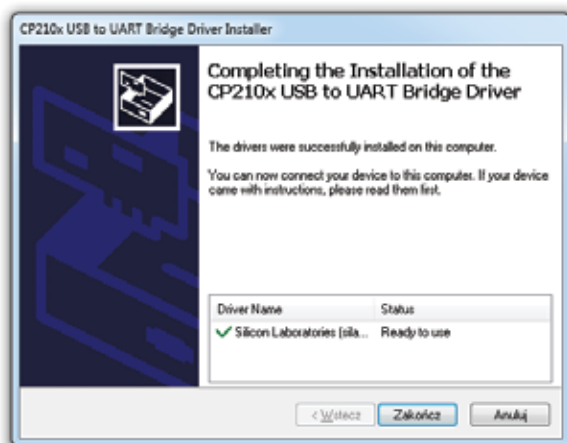 CP210x USB to UART Bridge Driver Installer
Completing the Installation of the
CP210x USB to UART Bridge Driver
The drivers were successfully installed on this computer.
You can now connect your device to this computer. If your device
came with instructions, please read them first.
Driver Name Status
Silicon Laboratories (sila... Ready to use
< Wstecz Zakończ Anuluj